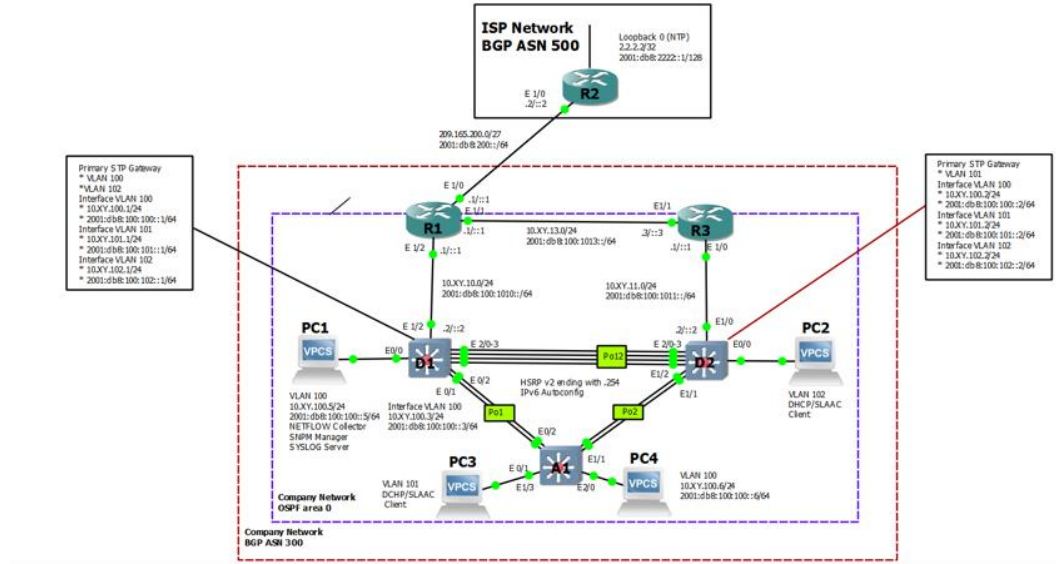 ISP Network
BGP ASN 500
Loopback 0 (NTP)
2.2.2.2/32
2001:db8:2222::1/128
R2
E 1/0
.2/::2
209.165.200.0/27
2001:db8:200::/64
Primary STP Gateway
* VLAN 100
*VLAN 102
Interface VLAN 100
* 10.XY.100.1/24
* 2001:db8:100:100::1/64
Interface VLAN 101
* 10.XY.101.1/24
* 2001:db8:100:101::1/64
Interface VLAN 102
* 10.XY.102.1/24
* 2001:db8:100:102::1/64
Primary STP Gateway
* VLAN 101
Interface VLAN 100
* 10.XY.100.2/24
* 2001:db8:100:100::2/64
Interface VLAN 101
* 10.XY.101.2/24
* 2001:db8:100:101::2/64
Interface VLAN 102
* 10.XY.102.2/24
* 2001:db8:100:102::2/64
E 1/0
.1/::1
R1
E 1/1
.1/::1
E 1/2
.1/::1
10.XY.13.0/24
2001:db8:100:1013::/64
E1/1
.3/::3
R3
.1/::1
E 1/0
10.XY.10.0/24
2001:db8:100:1010::/64
10.XY.11.0/24
2001:db8:100:1011::/64
E 1/2
.2/::2
E1/0
.2/::2
PC1
VPCS
E0/0
D1
E 2/0-3
Po12
E 2/0-3
D2
E0/0
PC2
VPCS
E 0/2
E 0/1
HSRP v2 ending with .254
IPv6 Autoconfig
E1/2
E1/1
VLAN 100
10.XY.100.5/24
2001:db8:100:100::5/64
NETFLOW Collector
SNPM Manager
SYSLOG Server
Interface VLAN 100
10.XY.100.3/24
2001:db8:100:100::3/64
Po1
Po2
VLAN 102
DHCP/SLAAC
Client
E0/2
E1/1
A1
E 0/1
E1/3
E2/0
PC3
VPCS
VLAN 101
DCHP/SLAAC
Client
PC4
VPCS
VLAN 100
10.XY.100.6/24
2001:db8:100:100::6/64
Company Network
OSPF area 0
Company Network
BGP ASN 300